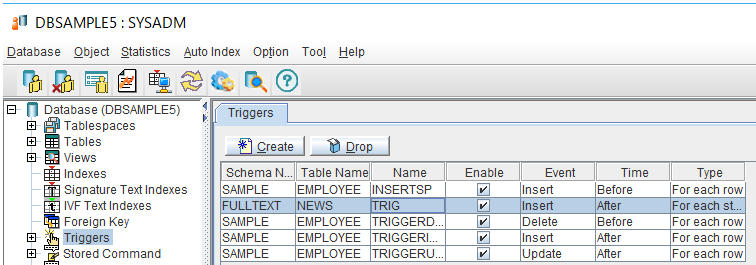 DBSAMPLE5 : SYSADM
Database Object Statistics Auto Index Option Tool Help
Database (DBSAMPLE5)
Tablespaces
Tables
Views
Indexes
Signature Text Indexes
IVF Text Indexes
Foreign Key
Triggers
Stored Command
Triggers
Create Drop
Schema N... Table Name Name Enable Event Time Type
SAMPLE EMPLOYEE INSERTSP Insert Before For each row
FULLTEXT NEWS TRIG Insert After For each st...
SAMPLE EMPLOYEE TRIGGERD... Delete Before For each row
SAMPLE EMPLOYEE TRIGGERI... Insert After For each row
SAMPLE EMPLOYEE TRIGGERU... Update After For each row